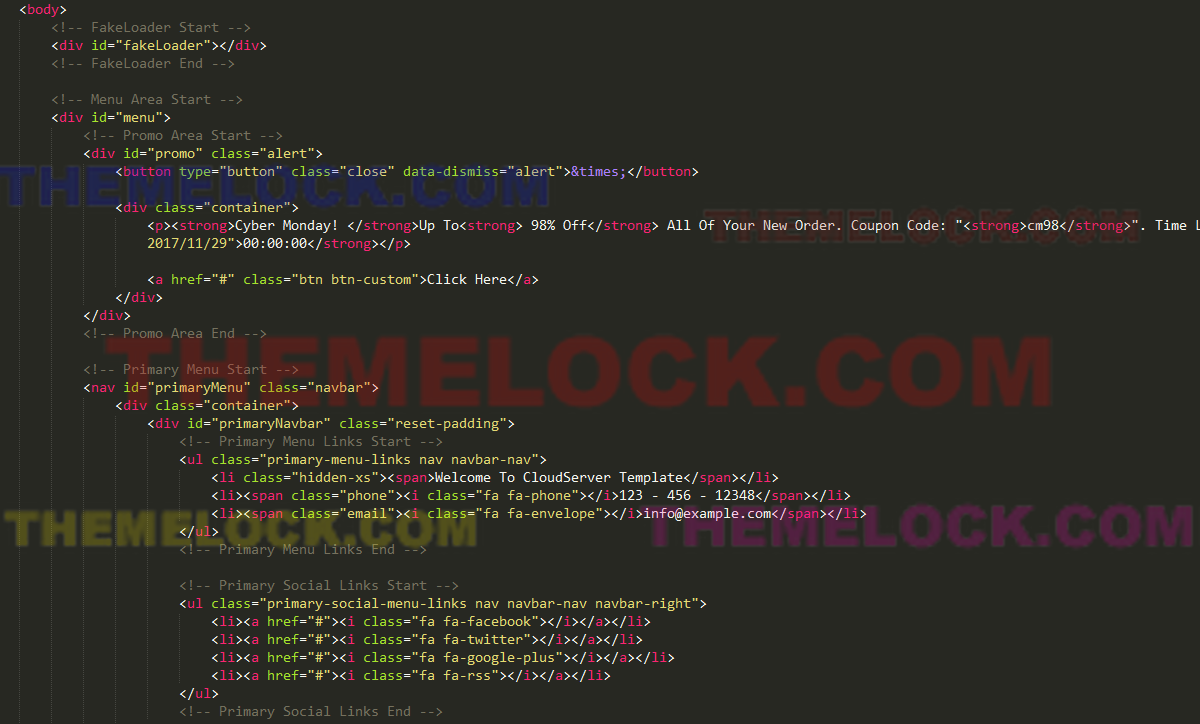 <body>
<!-- FakeLoader Start -->
<div id="fakeLoader"></div>
<!-- FakeLoader End -->
<!-- Menu Area Start -->
<div id="menu">
<!-- Promo Area Start -->
<div id="promo" class="alert">
<button type="button" class="close" data-dismiss="alert">&times;</button>
THEMELOCK.COM
<div class="container">
<p><strong>Cyber Monday! </strong>Up To<strong> 98% Off</strong> All Of Your New Order. Coupon Code: "<strong>cm98</strong>". Time L
THEMELOCK.COM
2017/11/29">00:00:00</strong></p>
<a href="#" class="btn btn-custom">Click Here</a>
</div>
</div>
<!-- Promo Area End -->
THEMELOCK.COM
<!-- Primary Menu Start -->
<nav id="primaryMenu" class="navbar">
<div class="container">
<div id="primaryNavbar" class="reset-padding">
<!-- Primary Menu Links Start -->
<ul class="primary-menu-links nav navbar-nav">
<li class="hidden-xs"><span>Welcome To CloudServer Template</span></li>
<li><span class="phone"><i class="fa fa-phone"></i>123 - 456 - 12348</span></li>
<li><span class="email"><i class="fa fa-envelope"></i>info@example.com</span></li>
THEMELOCK.COM
THEMELOCK.COM
</ul>
<!-- Primary Menu Links End -->
<!-- Primary Social Links Start -->
<ul class="primary-social-menu-links nav navbar-nav navbar-right">
<li><a href="#"><i class="fa fa-facebook"></i></a></li>
<li><a href="#"><i class="fa fa-twitter"></i></a></li>
<li><a href="#"><i class="fa fa-google-plus"></i></a></li>
<li><a href="#"><i class="fa fa-rss"></i></a></li>
</ul>
<!-- Primary Social Links End -->